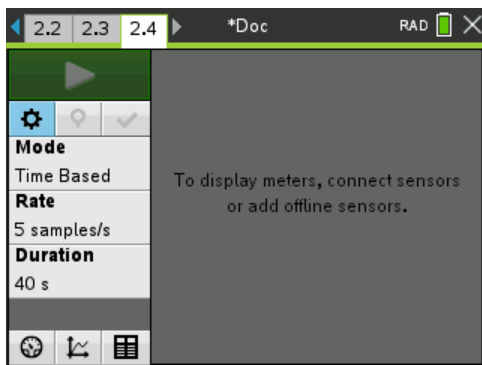 2.2 2.3 2.4 *Doc RAD
Mode
Time Based
Rate
5 samples/s
Duration
40 s
To display meters, connect sensors
or add offline sensors.